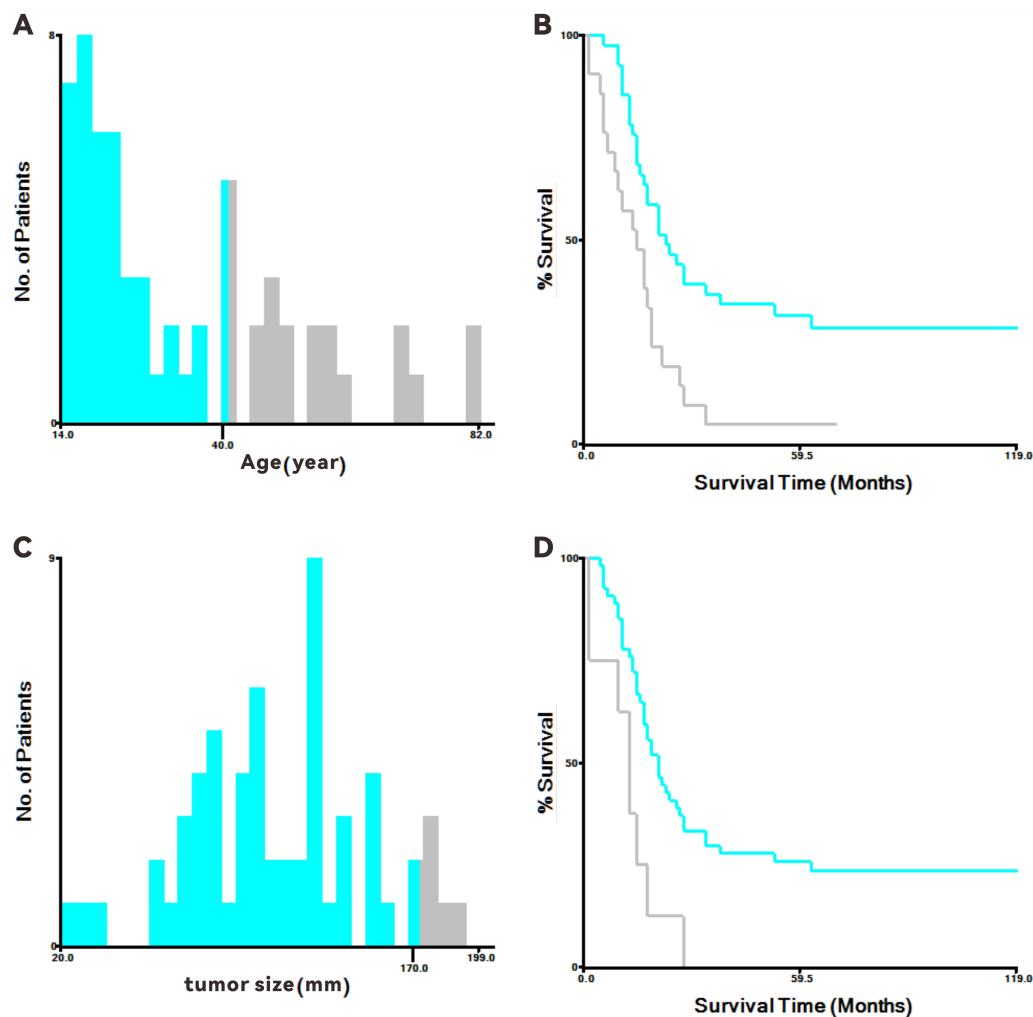 A
8
No. of Patients
0
14.0
40.0
82.0
Age(year)
B
100
% Survival
50
0
0.0
59.5
119.0
Survival Time (Months)
C
9
No. of Patients
0
20.0
170.0
199.0
tumor size(mm)
D
100
% Survival
50
0
0.0
59.5
119.0
Survival Time (Months)